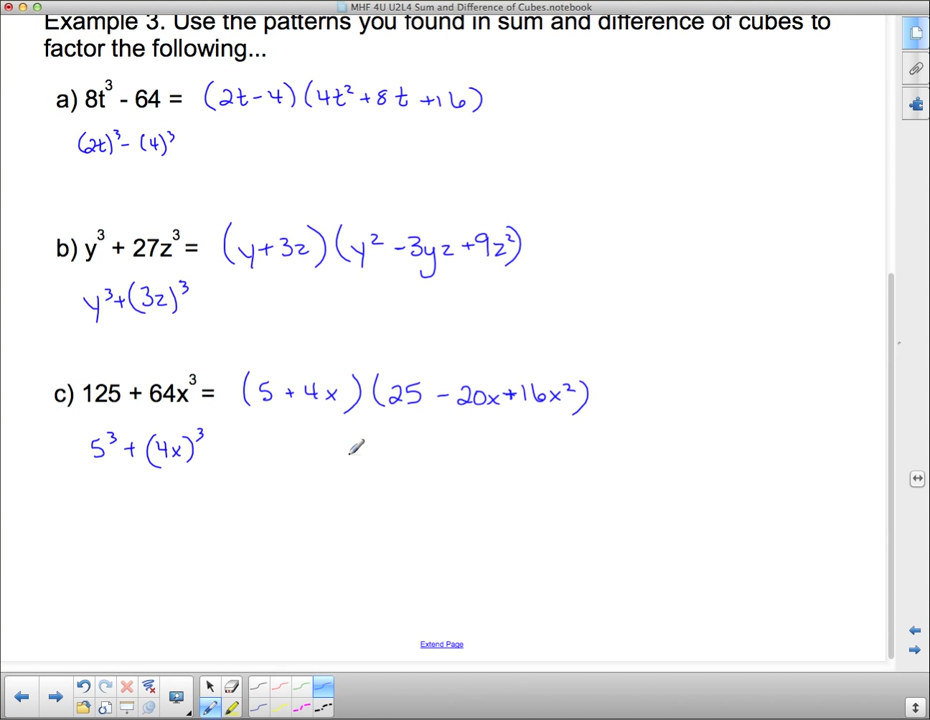 MHF 4U U2L4 Sum and Difference of Cubes.notebook
Example 3. Use the patterns you found in sum and difference of cubes to
factor the following...
a) 8t³ - 64 = (2t-4)(4t² +8t +16)
(2t)³ - (4)³
b) y³ + 27z³ = (y+3z)(y² -3yz +9z²)
y³+(3z)³
c) 125 + 64x³ = (5 + 4x)(25 - 20x+16x²)
5³ + (4x)³
Extend Page